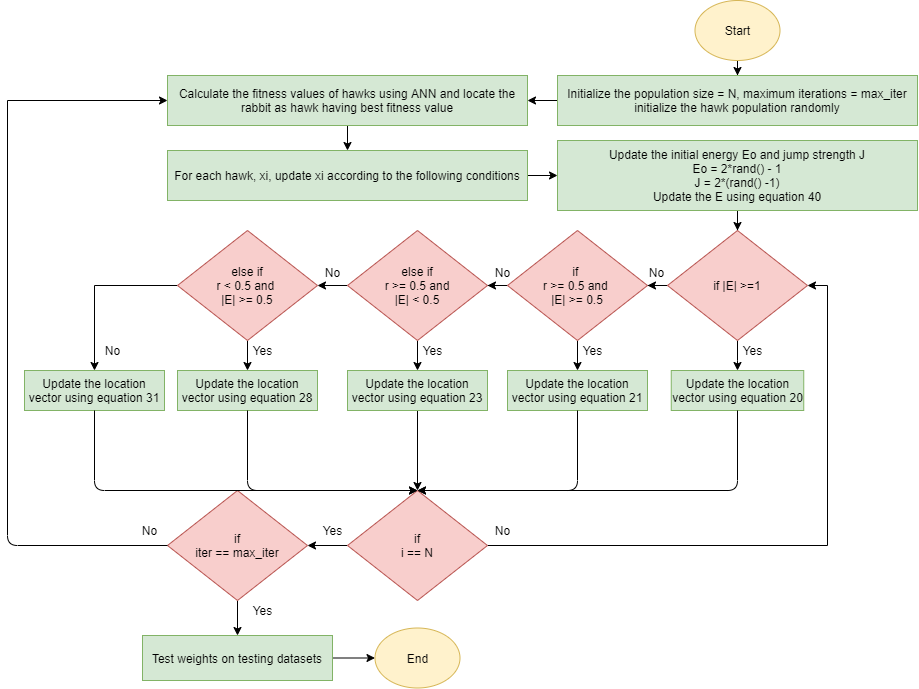 Start
Initialize the population size = N, maximum iterations = max_iter
initialize the hawk population randomly
Calculate the fitness values of hawks using ANN and locate the
rabbit as hawk having best fitness value
For each hawk, xi, update xi according to the following conditions
Update the initial energy Eo and jump strength J
Eo = 2*rand() - 1
J = 2*(rand() -1)
Update the E using equation 40
if |E| >=1
No
if
r >= 0.5 and
|E| >= 0.5
No
else if
r >= 0.5 and
|E| < 0.5
No
else if
r < 0.5 and
|E| >= 0.5
No
Yes
Yes
Yes
Yes
Update the location
vector using equation 31
Update the location
vector using equation 28
Update the location
vector using equation 23
Update the location
vector using equation 21
Update the location
vector using equation 20
if
i == N
No
Yes
if
iter == max_iter
No
Yes
Test weights on testing datasets
End